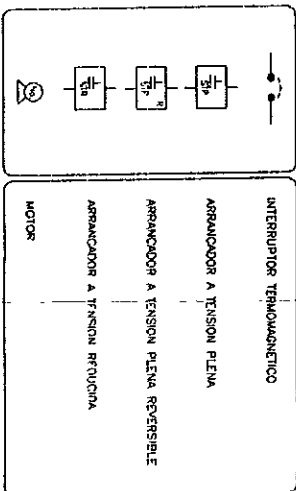 INTERRUPTOR TERMOMAGNETICO
ARRANCADOR A TENSION PLENA
ARRANCADOR A TENSION PLENA REVERSIBLE
ARRANCADOR A TENSION REDUCIDA
MOTOR
R